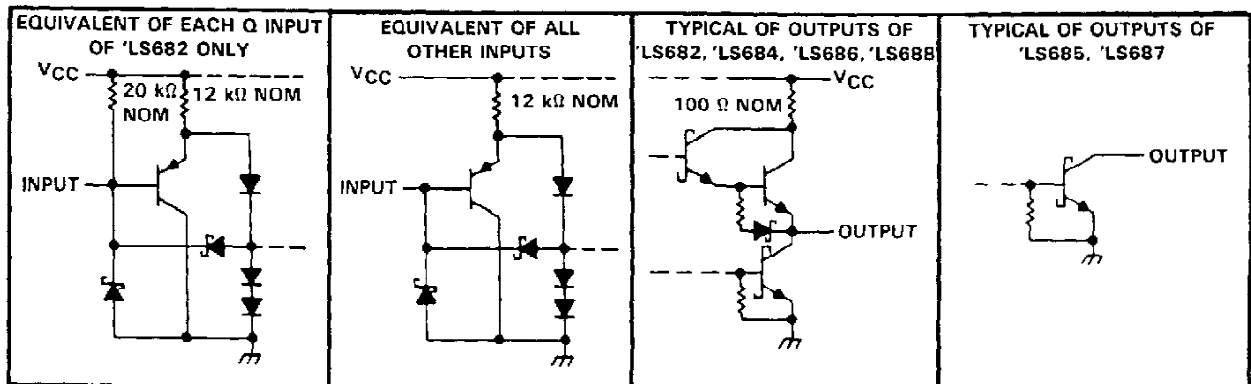 EQUIVALENT OF EACH Q INPUT
OF 'LS682 ONLY
VCC
20 kΩ
NOM
12 kΩ NOM
INPUT
EQUIVALENT OF ALL
OTHER INPUTS
VCC
12 kΩ NOM
INPUT
TYPICAL OF OUTPUTS OF
'LS682, 'LS684, 'LS686, 'LS688
VCC
100 Ω NOM
OUTPUT
TYPICAL OF OUTPUTS OF
'LS685, 'LS687
OUTPUT